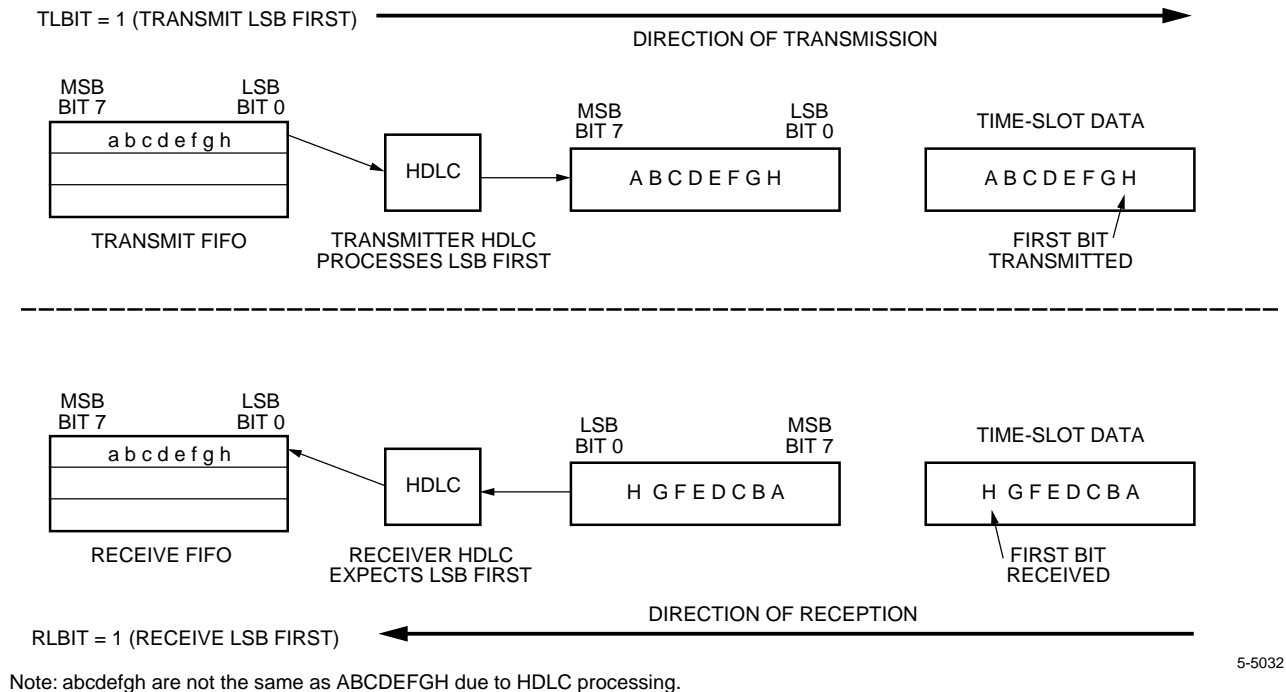 TLBIT = 1 (TRANSMIT LSB FIRST)
DIRECTION OF TRANSMISSION
MSB LSB
BIT 7 BIT 0
a b c d e f g h
TRANSMIT FIFO
HDLC
TRANSMITTER HDLC
PROCESSES LSB FIRST
MSB LSB
BIT 7 BIT 0
A B C D E F G H
TIME-SLOT DATA
A B C D E F G H
FIRST BIT
TRANSMITTED
MSB LSB
BIT 7 BIT 0
a b c d e f g h
RECEIVE FIFO
HDLC
RECEIVER HDLC
EXPECTS LSB FIRST
LSB MSB
BIT 0 BIT 7
H G F E D C B A
TIME-SLOT DATA
H G F E D C B A
FIRST BIT
RECEIVED
DIRECTION OF RECEPTION
RLBIT = 1 (RECEIVE LSB FIRST)
5-5032
Note: abcdefgh are not the same as ABCDEFGH due to HDLC processing.